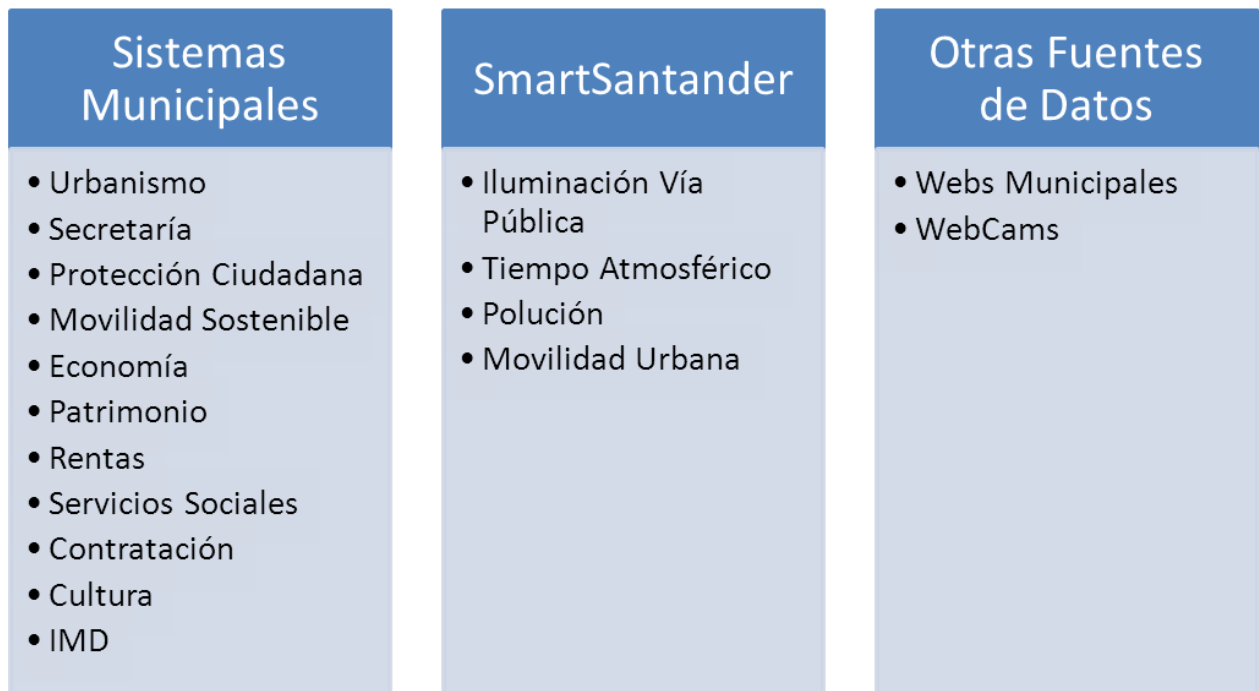 Sistemas
Municipales
• Urbanismo
• Secretaría
• Protección Ciudadana
• Movilidad Sostenible
• Economía
• Patrimonio
• Rentas
• Servicios Sociales
• Contratación
• Cultura
• IMD
SmartSantander
• Iluminación Vía
Pública
• Tiempo Atmosférico
• Polución
• Movilidad Urbana
Otras Fuentes
de Datos
• Webs Municipales
• WebCams